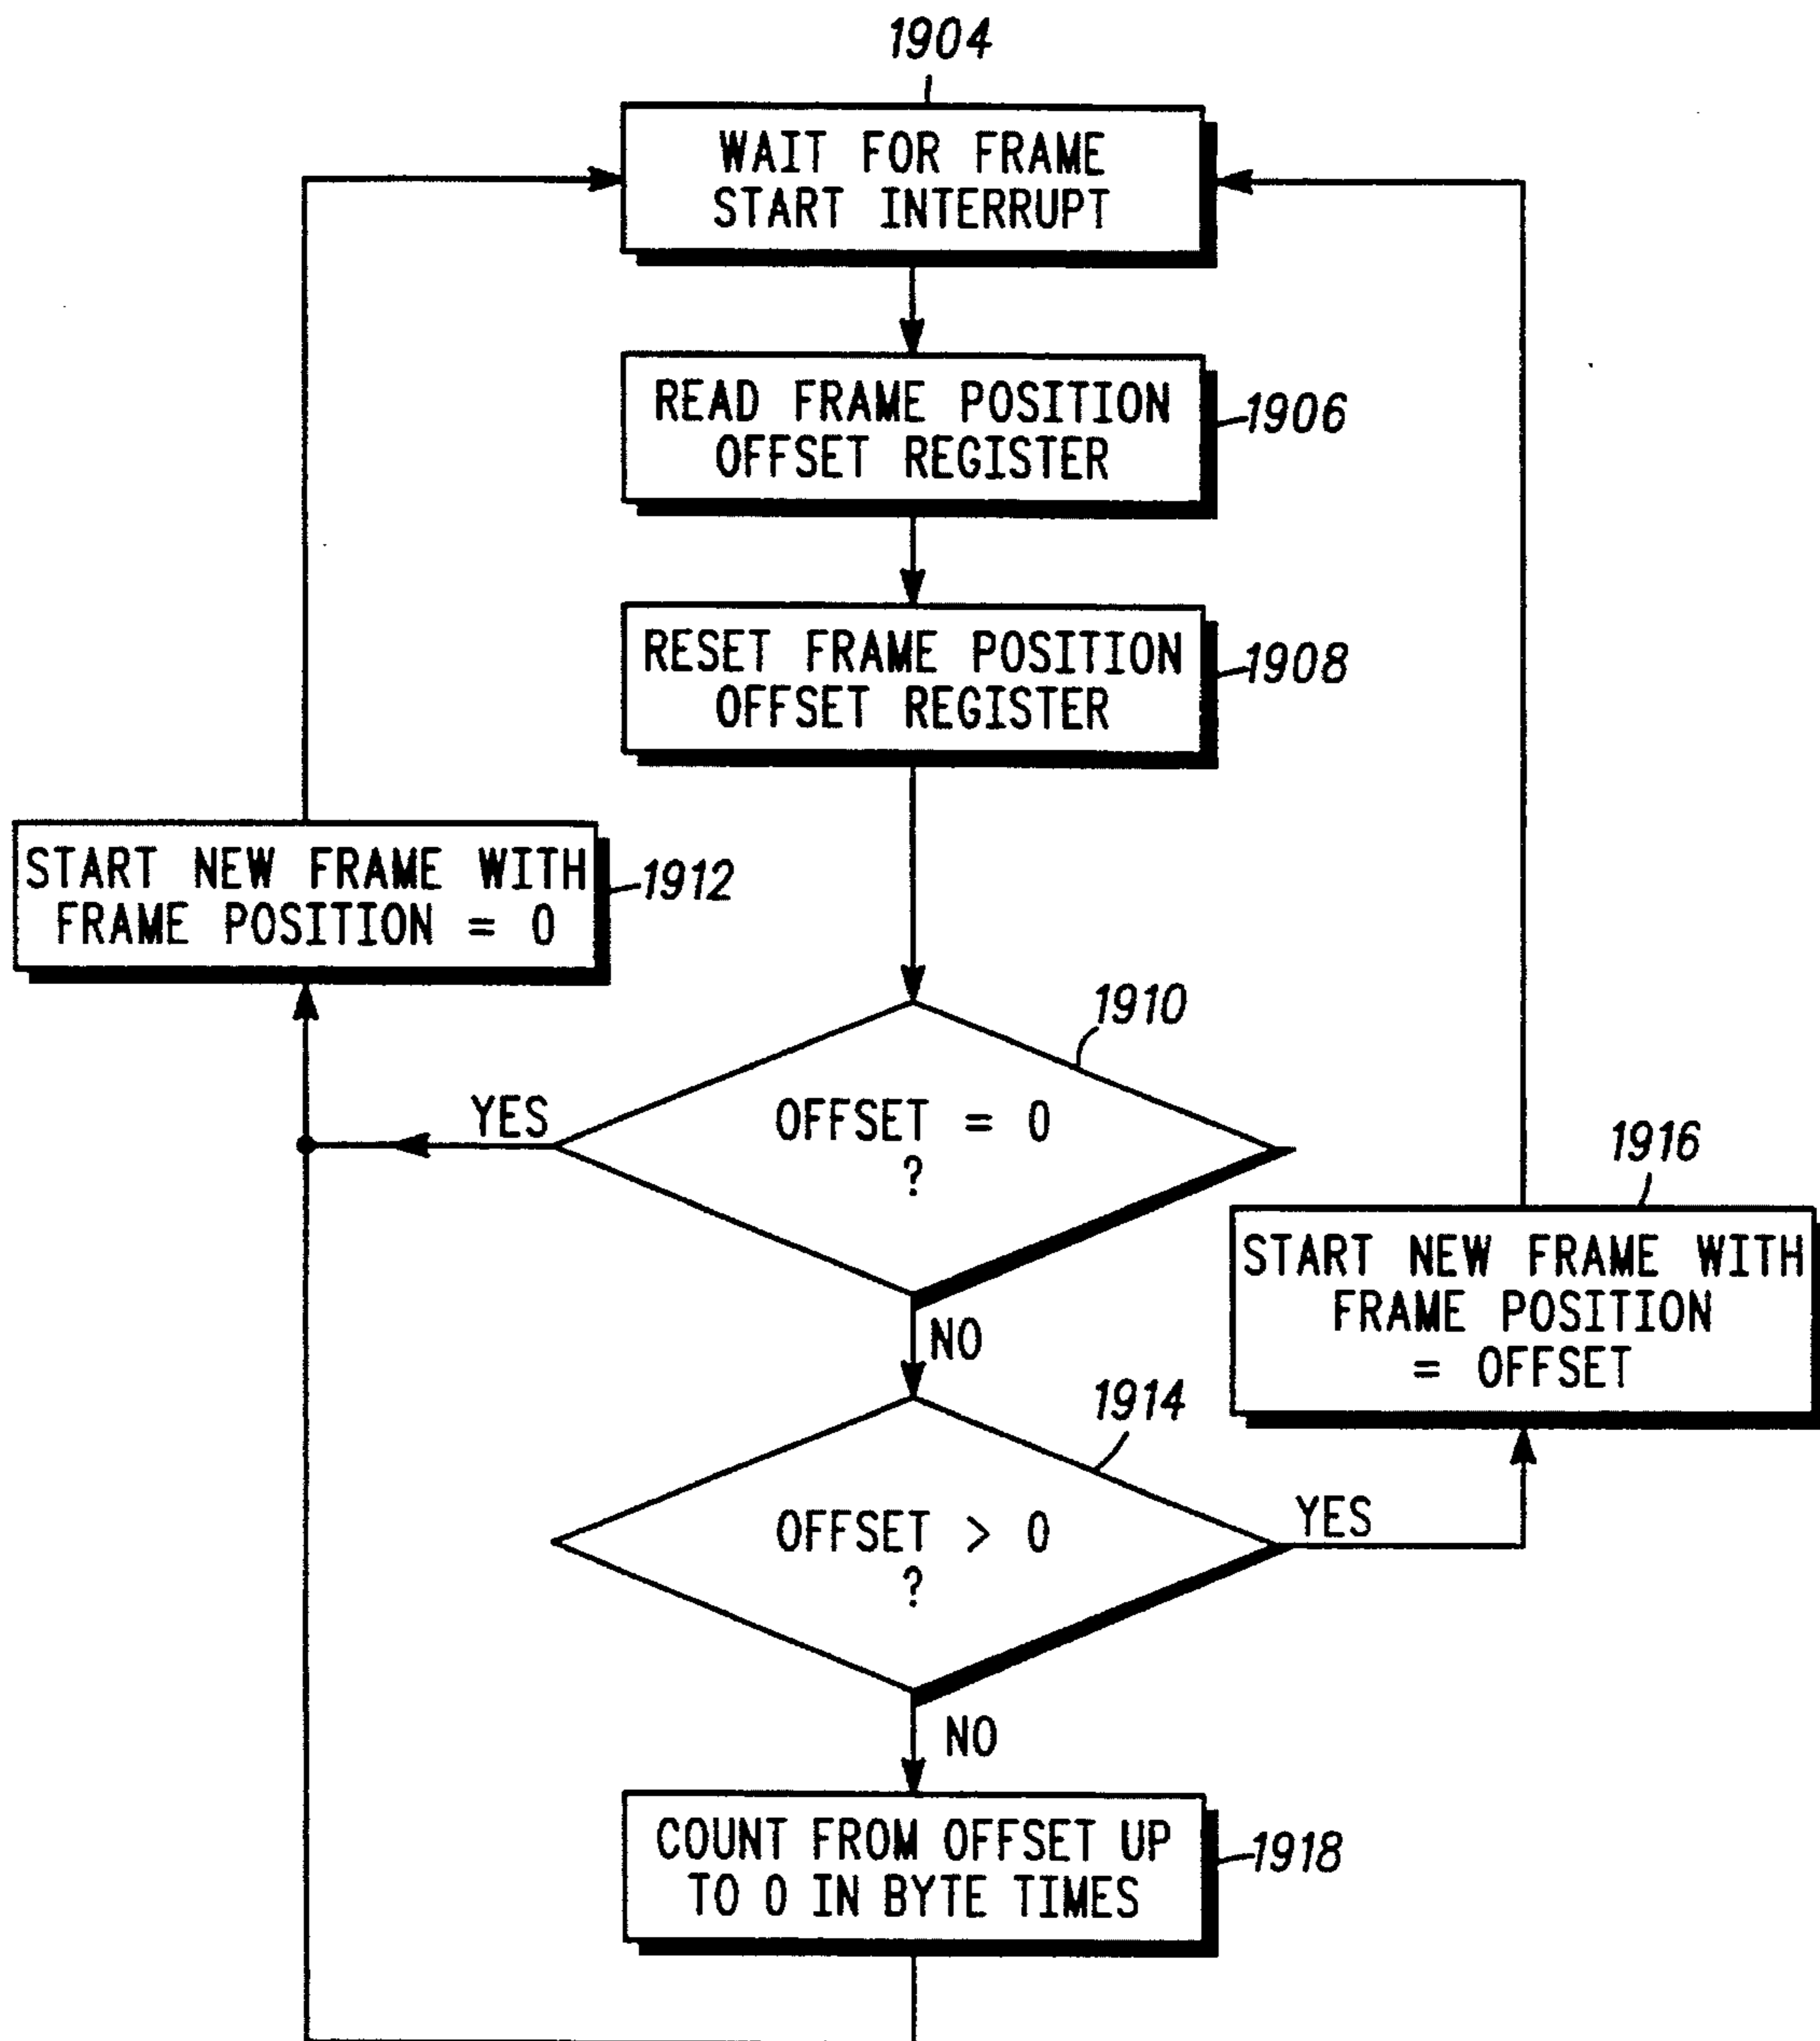 1904
WAIT FOR FRAME
START INTERRUPT
READ FRAME POSITION
OFFSET REGISTER
1906
RESET FRAME POSITION
OFFSET REGISTER
1908
START NEW FRAME WITH
FRAME POSITION = 0
1912
1910
OFFSET = 0
?
YES
NO
1916
START NEW FRAME WITH
FRAME POSITION
= OFFSET
1914
OFFSET > 0
?
YES
NO
COUNT FROM OFFSET UP
TO 0 IN BYTE TIMES
1918